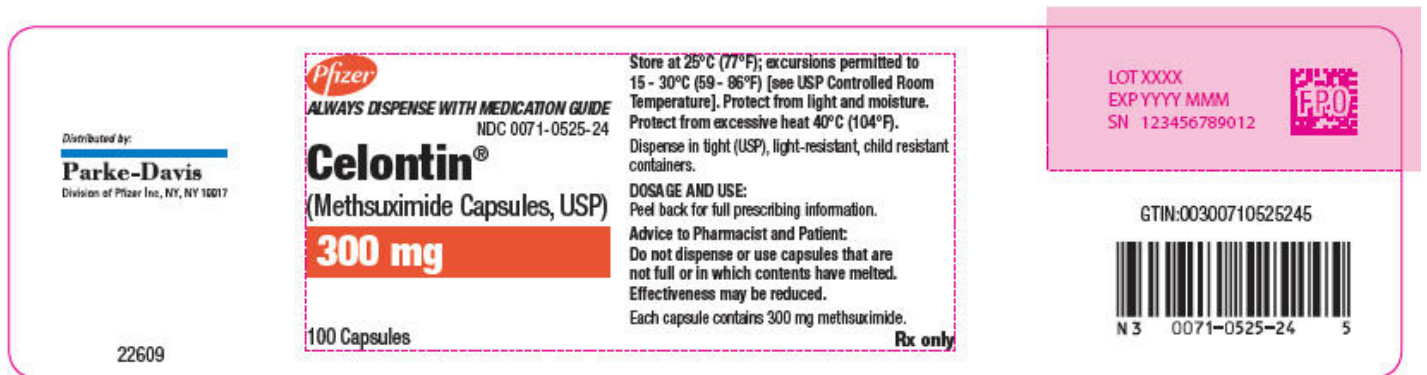 Distributed by:
Parke-Davis
Division of Pfizer Inc, NY, NY 10017
22609
Pfizer
ALWAYS DISPENSE WITH MEDICATION GUIDE
NDC 0071-0525-24
Celontin®
(Methsuximide Capsules, USP)
300 mg
100 Capsules
Store at 25°C (77°F); excursions permitted to
15 - 30°C (59 - 86°F) [see USP Controlled Room
Temperature]. Protect from light and moisture.
Protect from excessive heat 40°C (104°F).
Dispense in tight (USP), light-resistant, child resistant
containers.
DOSAGE AND USE:
Peel back for full prescribing information.
Advice to Pharmacist and Patient:
Do not dispense or use capsules that are
not full or in which contents have melted.
Effectiveness may be reduced.
Each capsule contains 300 mg methsuximide.
Rx only
LOT XXXX
EXP YYYY MMM
SN 123456789012
FPO
GTIN:00300710525245
N3 0071-0525-24 5